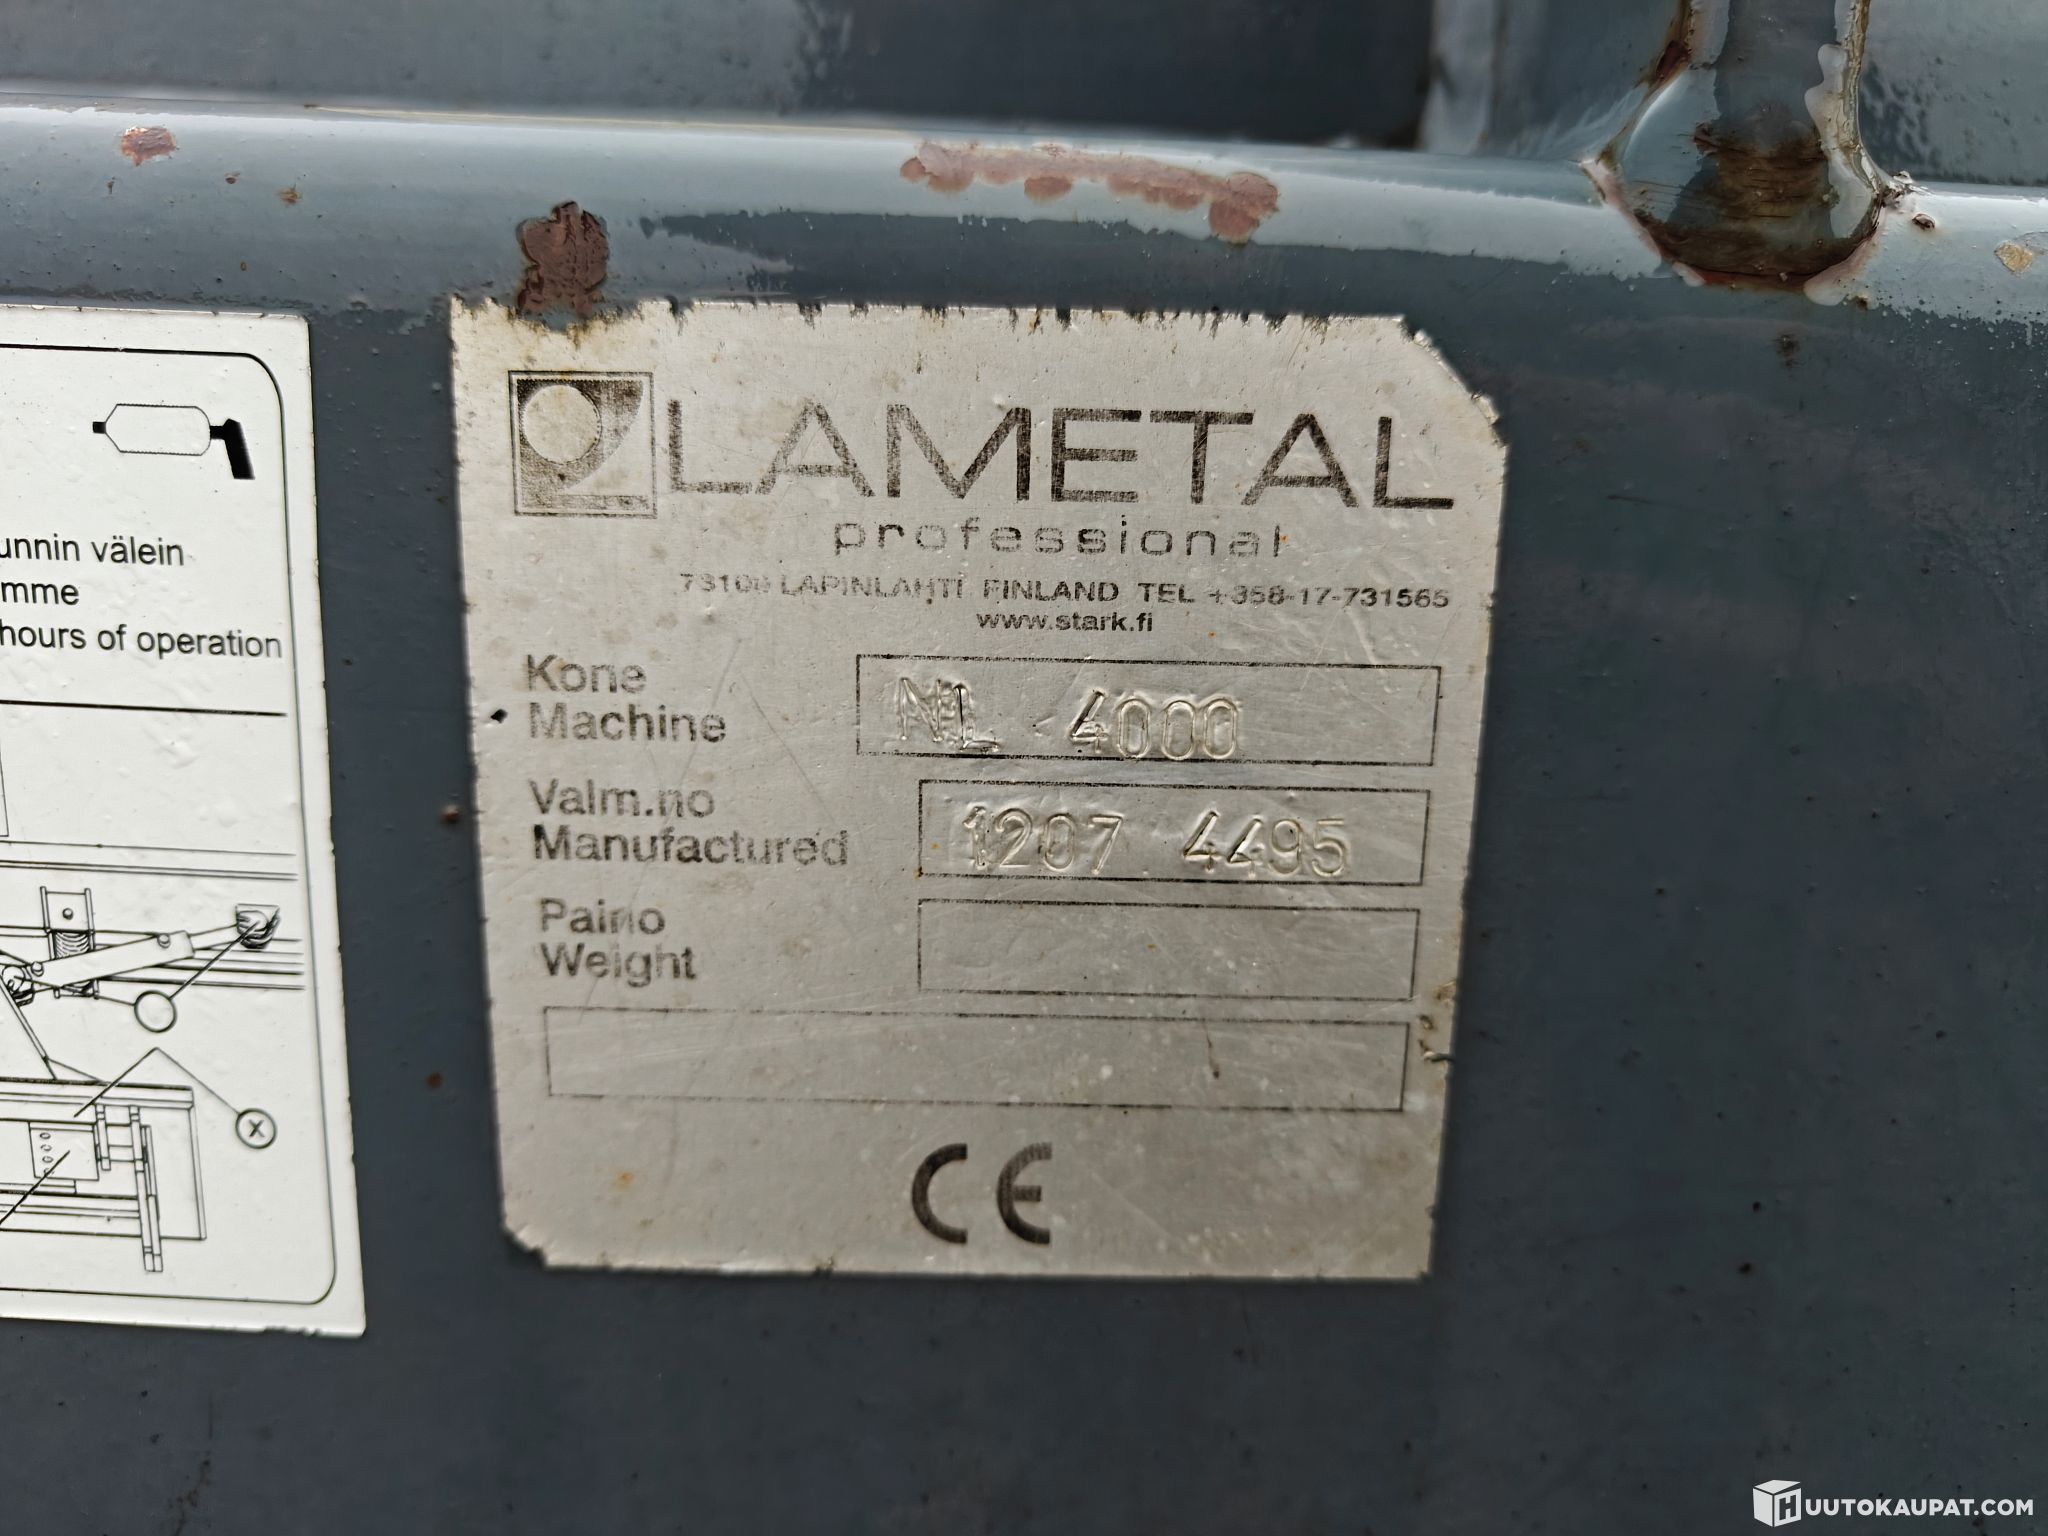 unnin välein
mme
hours of operation
X
LAMETAL
professional
73100 LAPINLAHTI FINLAND TEL +358-17-731565
www.stark.fi
Kone
Machine
NL 4000
Valm.no
Manufactured
1207 4495
Paino
Weight
CE
HUUTOKAUPAT.COM